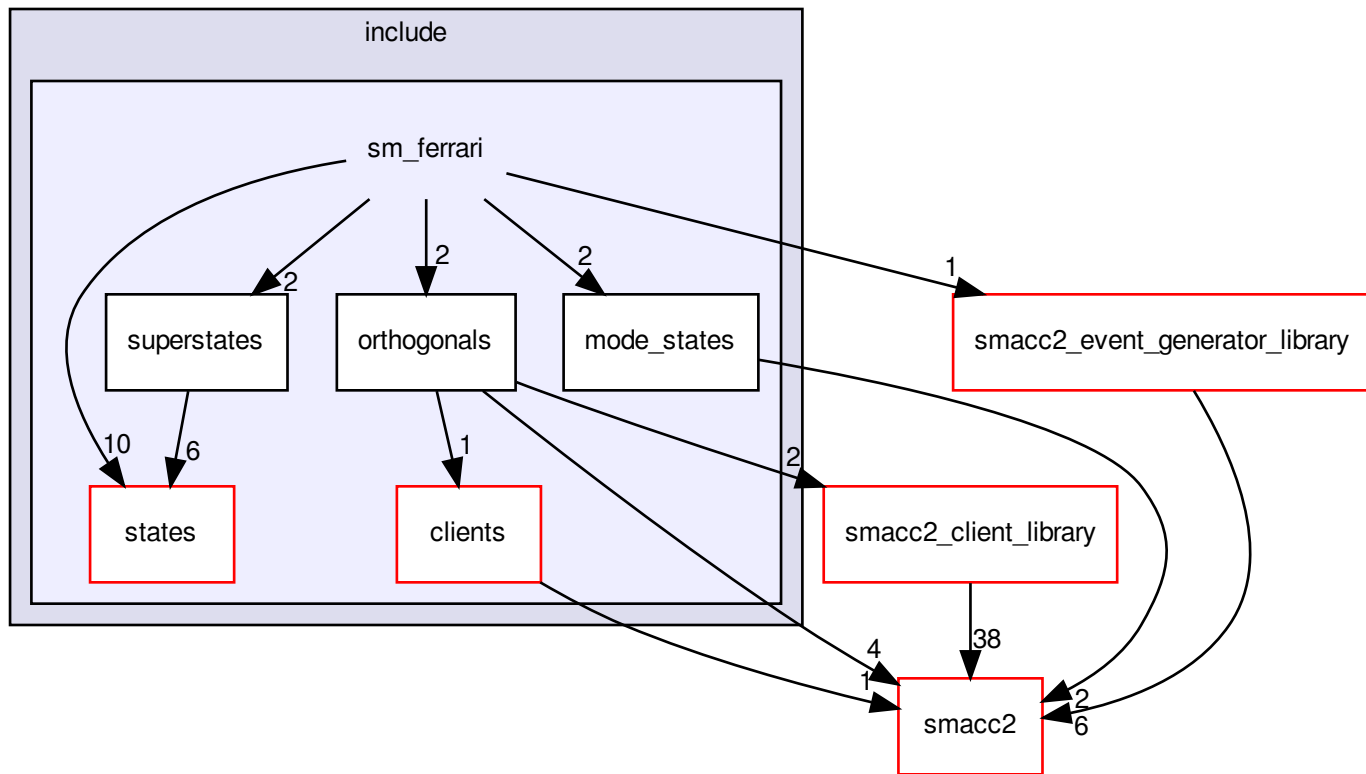 include
sm_ferrari
2
2
2
1
superstates
orthogonals
mode_states
smacc2_event_generator_library
10
6
1
2
states
clients
smacc2_client_library
4
38
1
2
6
smacc2